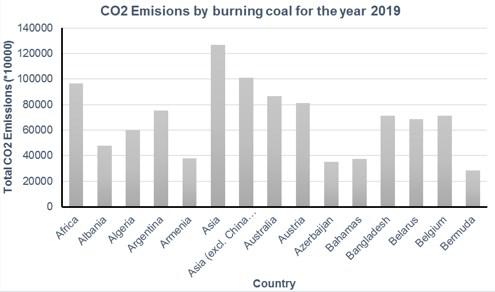 CO2 Emisions by burning coal for the year 2019
Total CO2 Emissions (*10000)
140000
120000
100000
80000
60000
40000
20000
0
Africa
Albania
Algeria
Argentina
Armenia
Asia
Asia (excl. China...
Australia
Austria
Azerbaijan
Bahamas
Bangladesh
Belarus
Belgium
Bermuda
Country